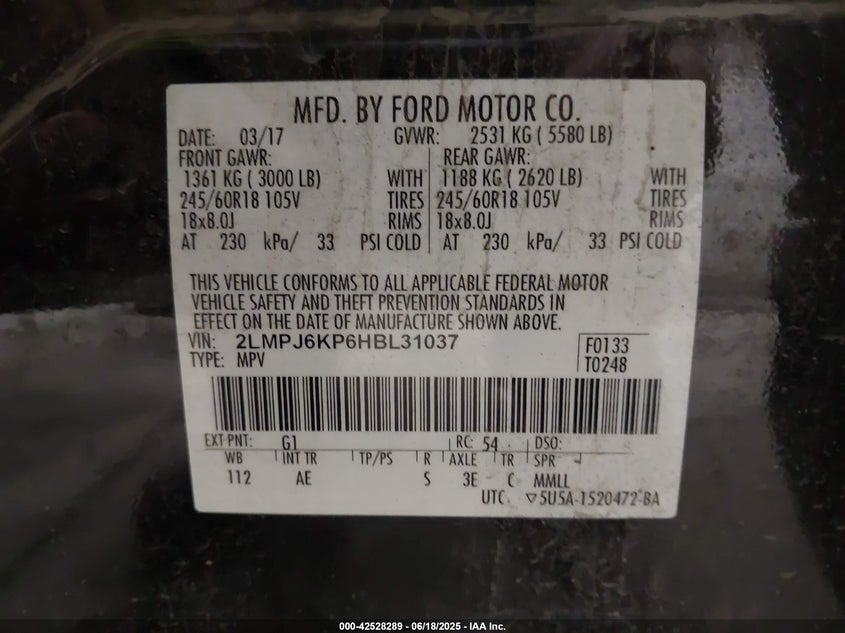 MFD. BY FORD MOTOR CO.
DATE: 03/17 GVWR: 2531 KG ( 5580 LB)
FRONT GAWR: REAR GAWR:
1361 KG ( 3000 LB) WITH 1188 KG ( 2620 LB) WITH
245/60R18 105V TIRES 245/60R18 105V TIRES
18x8.0J RIMS 18x8.0J RIMS
AT 230 kPa/ 33 PSI COLD AT 230 kPa/ 33 PSI COLD
THIS VEHICLE CONFORMS TO ALL APPLICABLE FEDERAL MOTOR
VEHICLE SAFETY AND THEFT PREVENTION STANDARDS IN
EFFECT ON THE DATE OF MANUFACTURE SHOWN ABOVE.
VIN: 2LMPJ6KP6HBL31037 F0133
TYPE: MPV T0248
EXT PNT: G1 RC: 54 DSO:
WB INT TR TP/PS R AXLE TR SPR
112 AE S 3E C MMLL
UTC ▽5U5A-1520472-BA
000-42528289 - 06/18/2025 - IAA Inc.